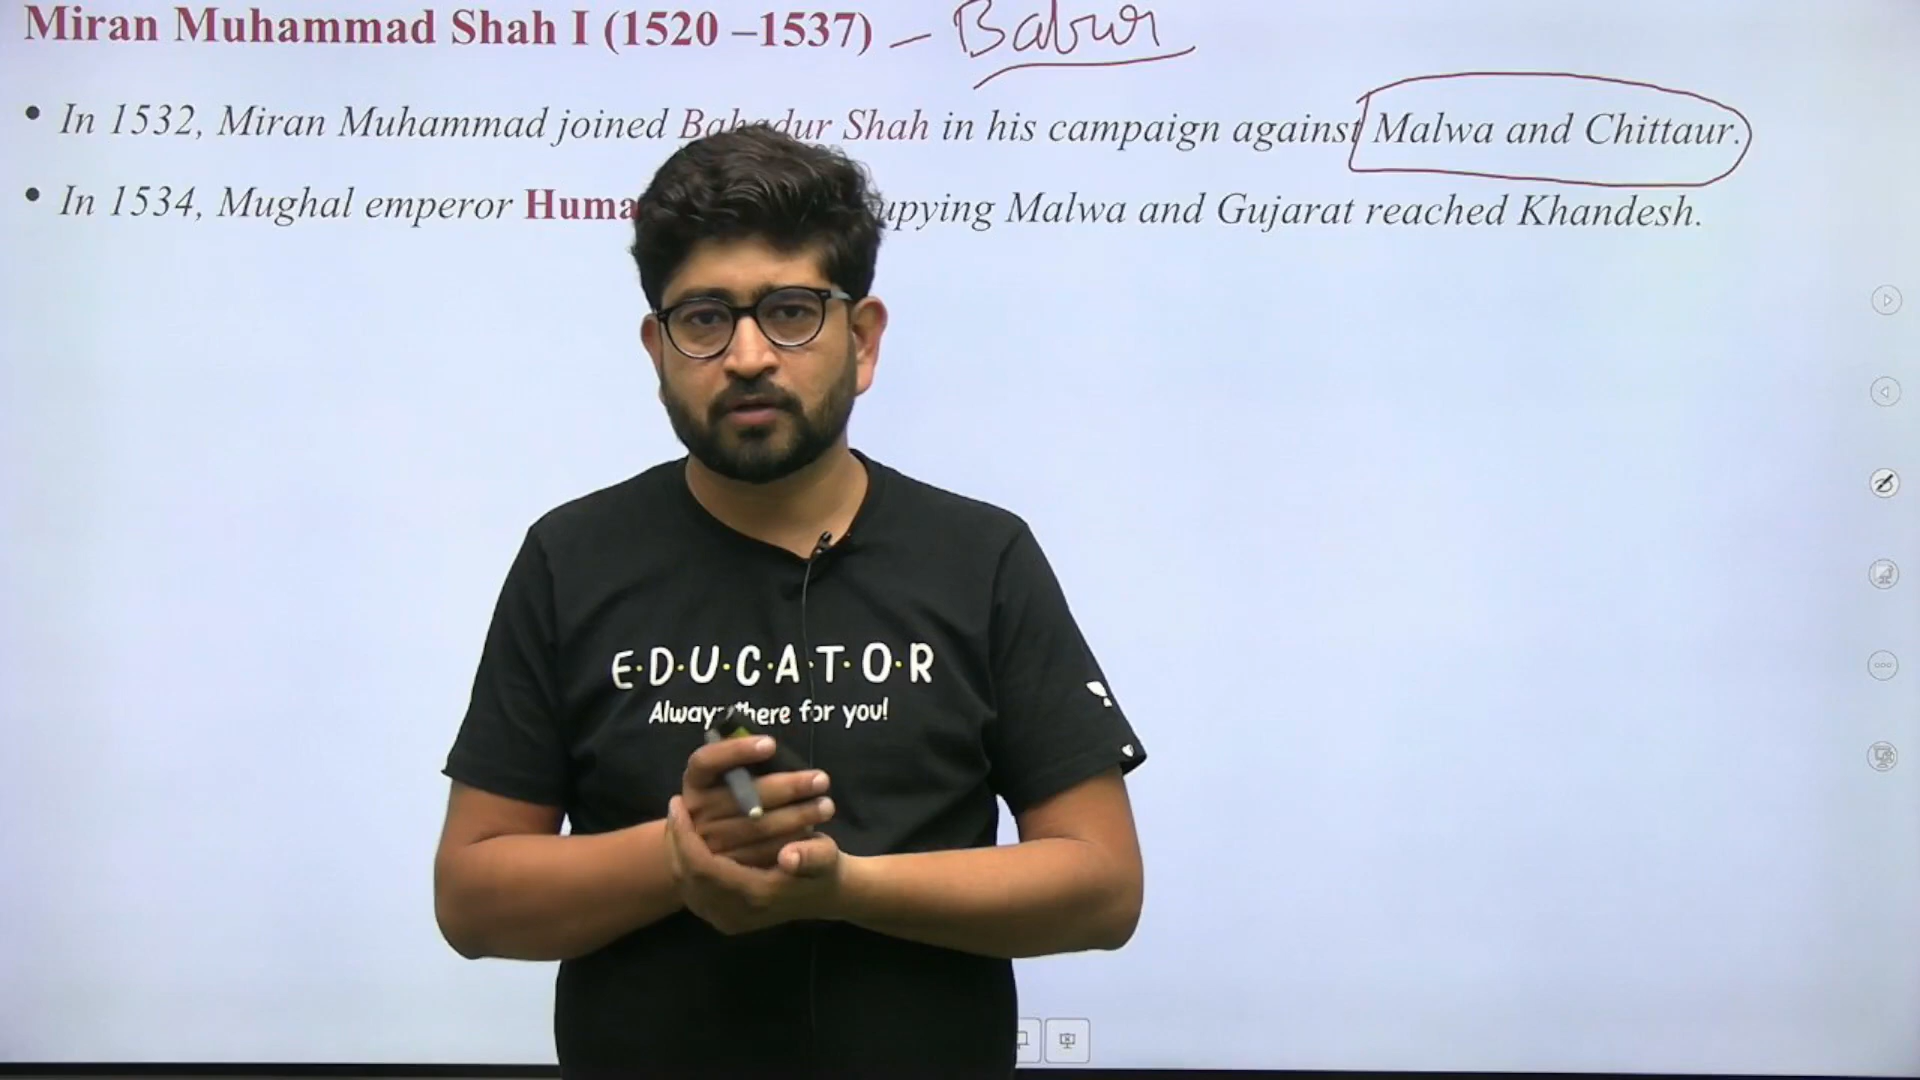 Miran Muhammad Shah I (1520 –1537) – Babur
• In 1532, Miran Muhammad joined Bahadur Shah in his campaign against Malwa and Chittaur.
• In 1534, Mughal emperor Huma upying Malwa and Gujarat reached Khandesh.
E·D·U·C·A·T·O·R
Always there for you!